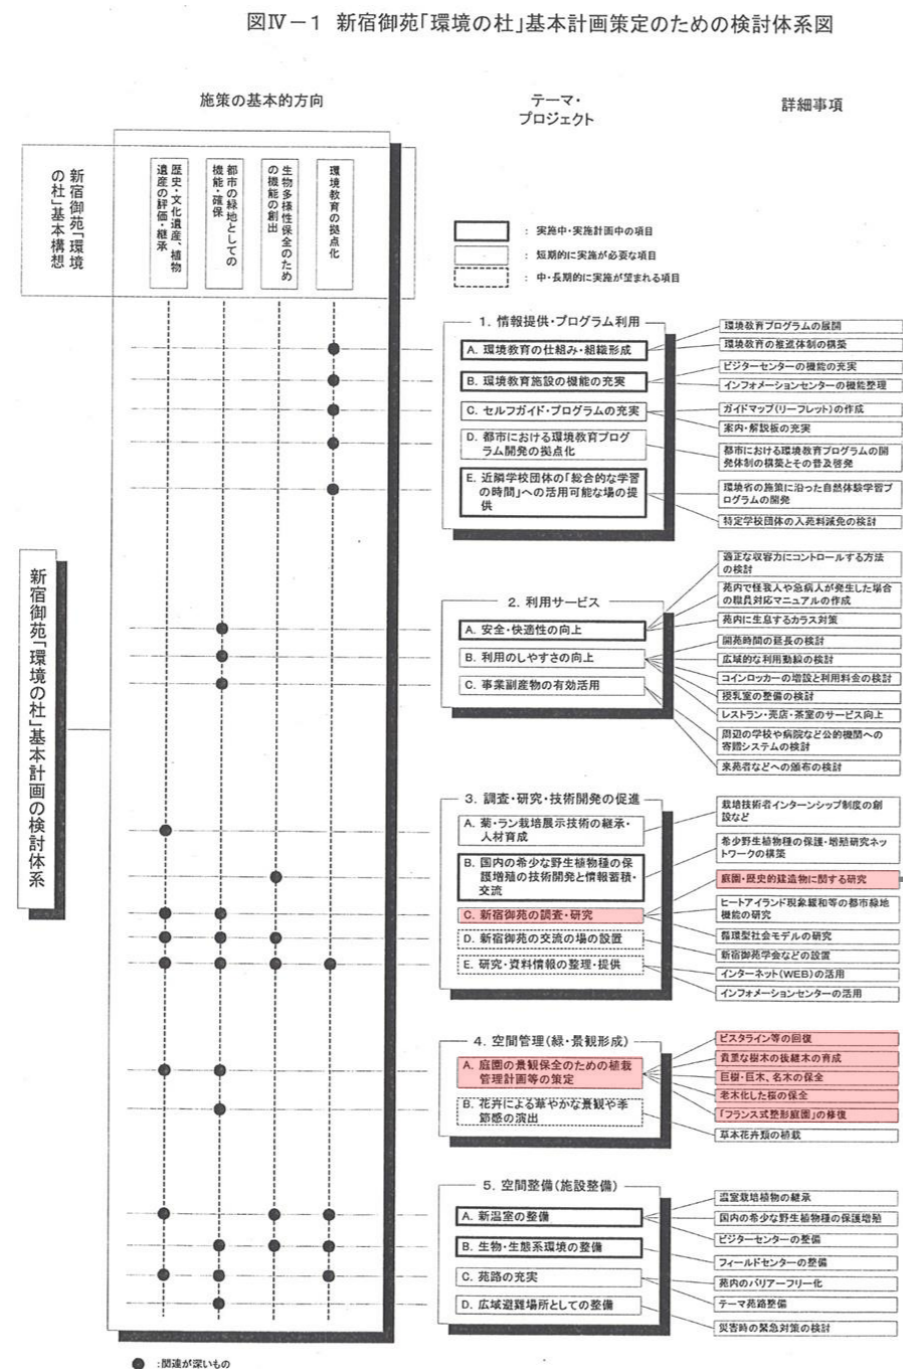 図Ⅳ－1 新宿御苑「環境の杜」基本計画策定のための検討体系図
施策の基本的方向
テーマ・
プロジェクト
詳細事項
新宿御苑「環境
の杜」基本構想
歴史・文化遺産、植物
遺産の評価・継承
都市の緑地としての
機能・確保
生物多様性保全のため
の機能の創出
環境教育の拠点化
：実施中・実施計画中の項目
：短期的に実施が必要な項目
：中・長期的に実施が望まれる項目
新宿御苑「環境の杜」基本計画の検討体系
1. 情報提供・プログラム利用
A. 環境教育の仕組み・組織形成
B. 環境教育施設の機能の充実
C. セルフガイド・プログラムの充実
D. 都市における環境教育プログ
ラム開発の拠点化
E. 近隣学校団体の「総合的な学習
の時間」への活用可能な場の提
供
環境教育プログラムの展開
環境教育の推進体制の構築
ビジターセンターの機能の充実
インフォメーションセンターの機能整理
ガイドマップ(リーフレット)の作成
案内・解説板の充実
都市における環境教育プログラムの開
発体制の構築とその普及啓発
環境省の施策に沿った自然体験学習プ
ログラムの開発
特定学校団体の入苑料減免の検討
2. 利用サービス
A. 安全・快適性の向上
B. 利用のしやすさの向上
C. 事業副産物の有効活用
適正な収容力にコントロールする方法
の検討
苑内で怪我人や急病人が発生した場合
の職員対応マニュアルの作成
苑内に生息するカラス対策
開苑時間の延長の検討
広域的な利用動線の検討
コインロッカーの増設と利用料金の検討
授乳室の整備の検討
レストラン・売店・茶室のサービス向上
周辺の学校や病院など公的機関への
寄贈システムの検討
来苑者などへの頒布の検討
3. 調査・研究・技術開発の促進
A. 菊・ラン栽培展示技術の継承・
人材育成
B. 国内の希少な野生植物種の保
護増殖の技術開発と情報蓄積・
交流
C. 新宿御苑の調査・研究
D. 新宿御苑の交流の場の設置
E. 研究・資料情報の整理・提供
栽培技術者インターンシップ制度の創
設など
希少野生植物種の保護・増殖研究ネッ
トワークの構築
庭園・歴史的建造物に関する研究
ヒートアイランド現象緩和等の都市緑地
機能の研究
循環型社会モデルの研究
新宿御苑学会などの設置
インターネット(WEB)の活用
インフォメーションセンターの活用
4. 空間管理(緑・景観形成)
A. 庭園の景観保全のための植栽
管理計画等の策定
B. 花卉による華やかな景観や季
節感の演出
ビスタライン等の回復
貴重な樹木の後継木の育成
巨樹・巨木、名木の保全
老木化した桜の保全
「フランス式整形庭園」の修復
草本花卉類の植栽
5. 空間整備(施設整備)
A. 新温室の整備
B. 生物・生態系環境の整備
C. 苑路の充実
D. 広域避難場所としての整備
温室栽培植物の継承
国内の希少な野生植物種の保護増殖
ビジターセンターの整備
フィールドセンターの整備
苑内のバリアーフリー化
テーマ苑路整備
災害時の緊急対策の検討
：関連が深いもの